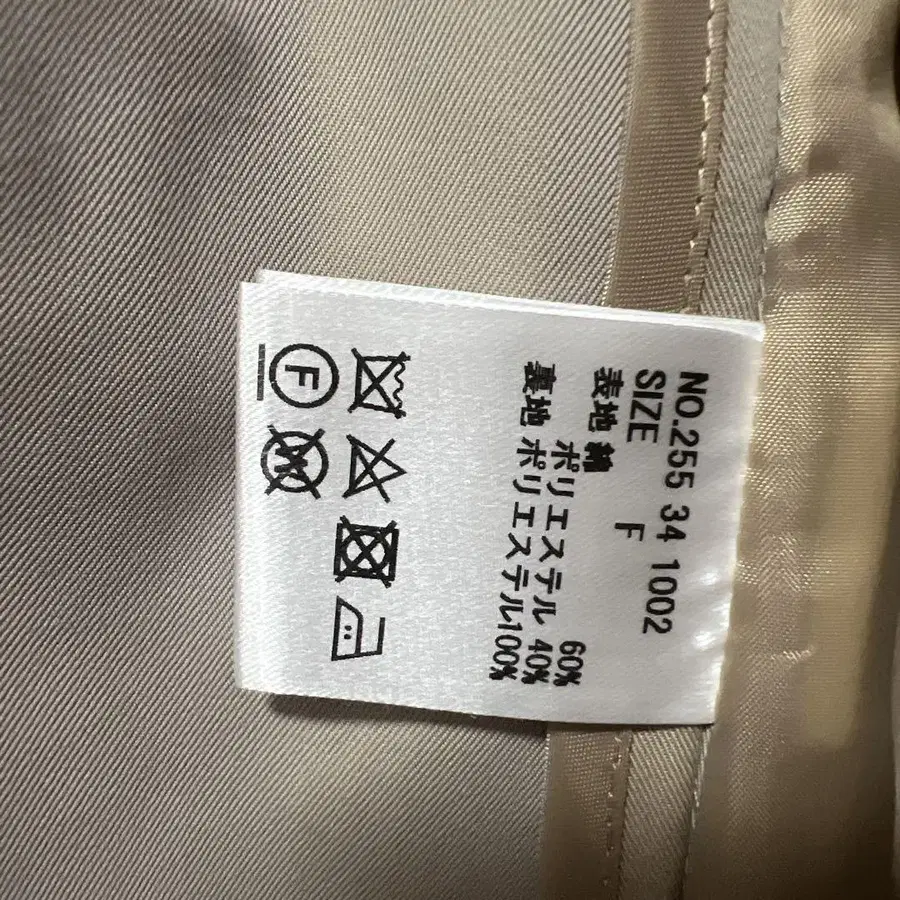 NO.255 34 1002
SIZE F
表地 綿 60%
ポリエステル 40%
裏地 ポリエステル100%
F
W